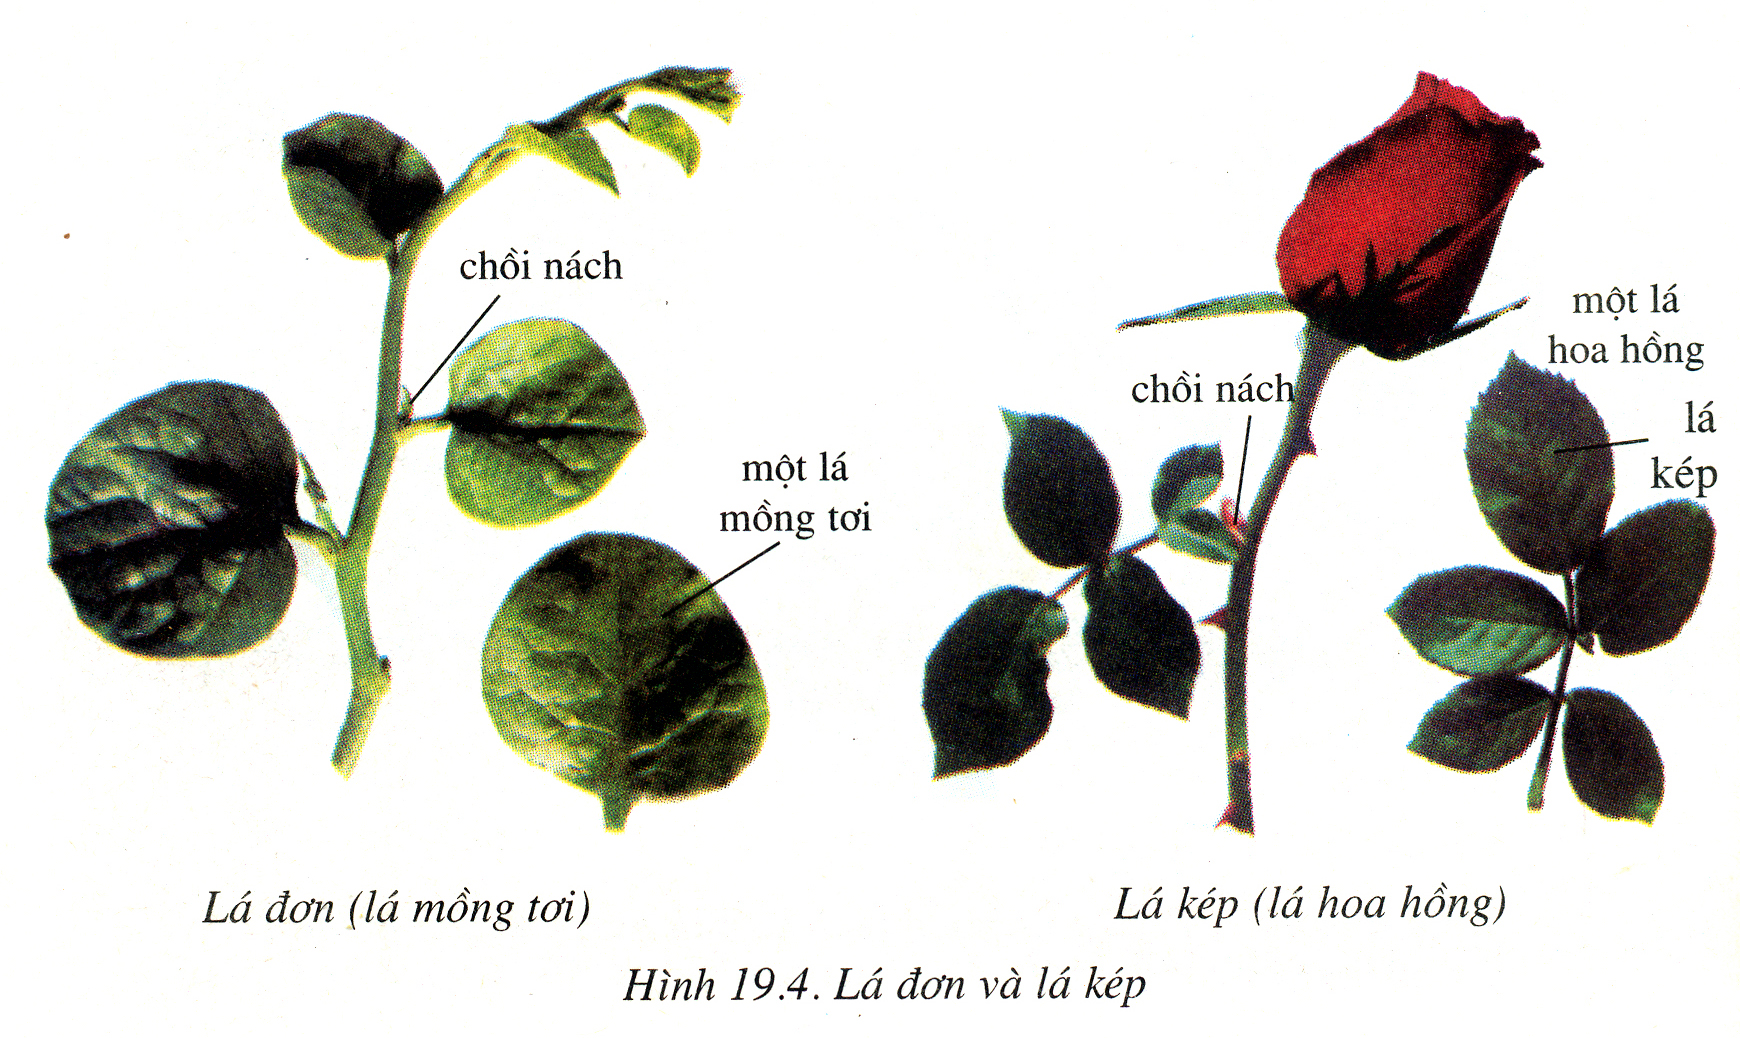 chồi nách
một lá
mồng tơi
chồi nách
một lá
hoa hồng
lá
kép
Lá đơn (lá mồng tơi)
Lá kép (lá hoa hồng)
Hình 19.4. Lá đơn và lá kép